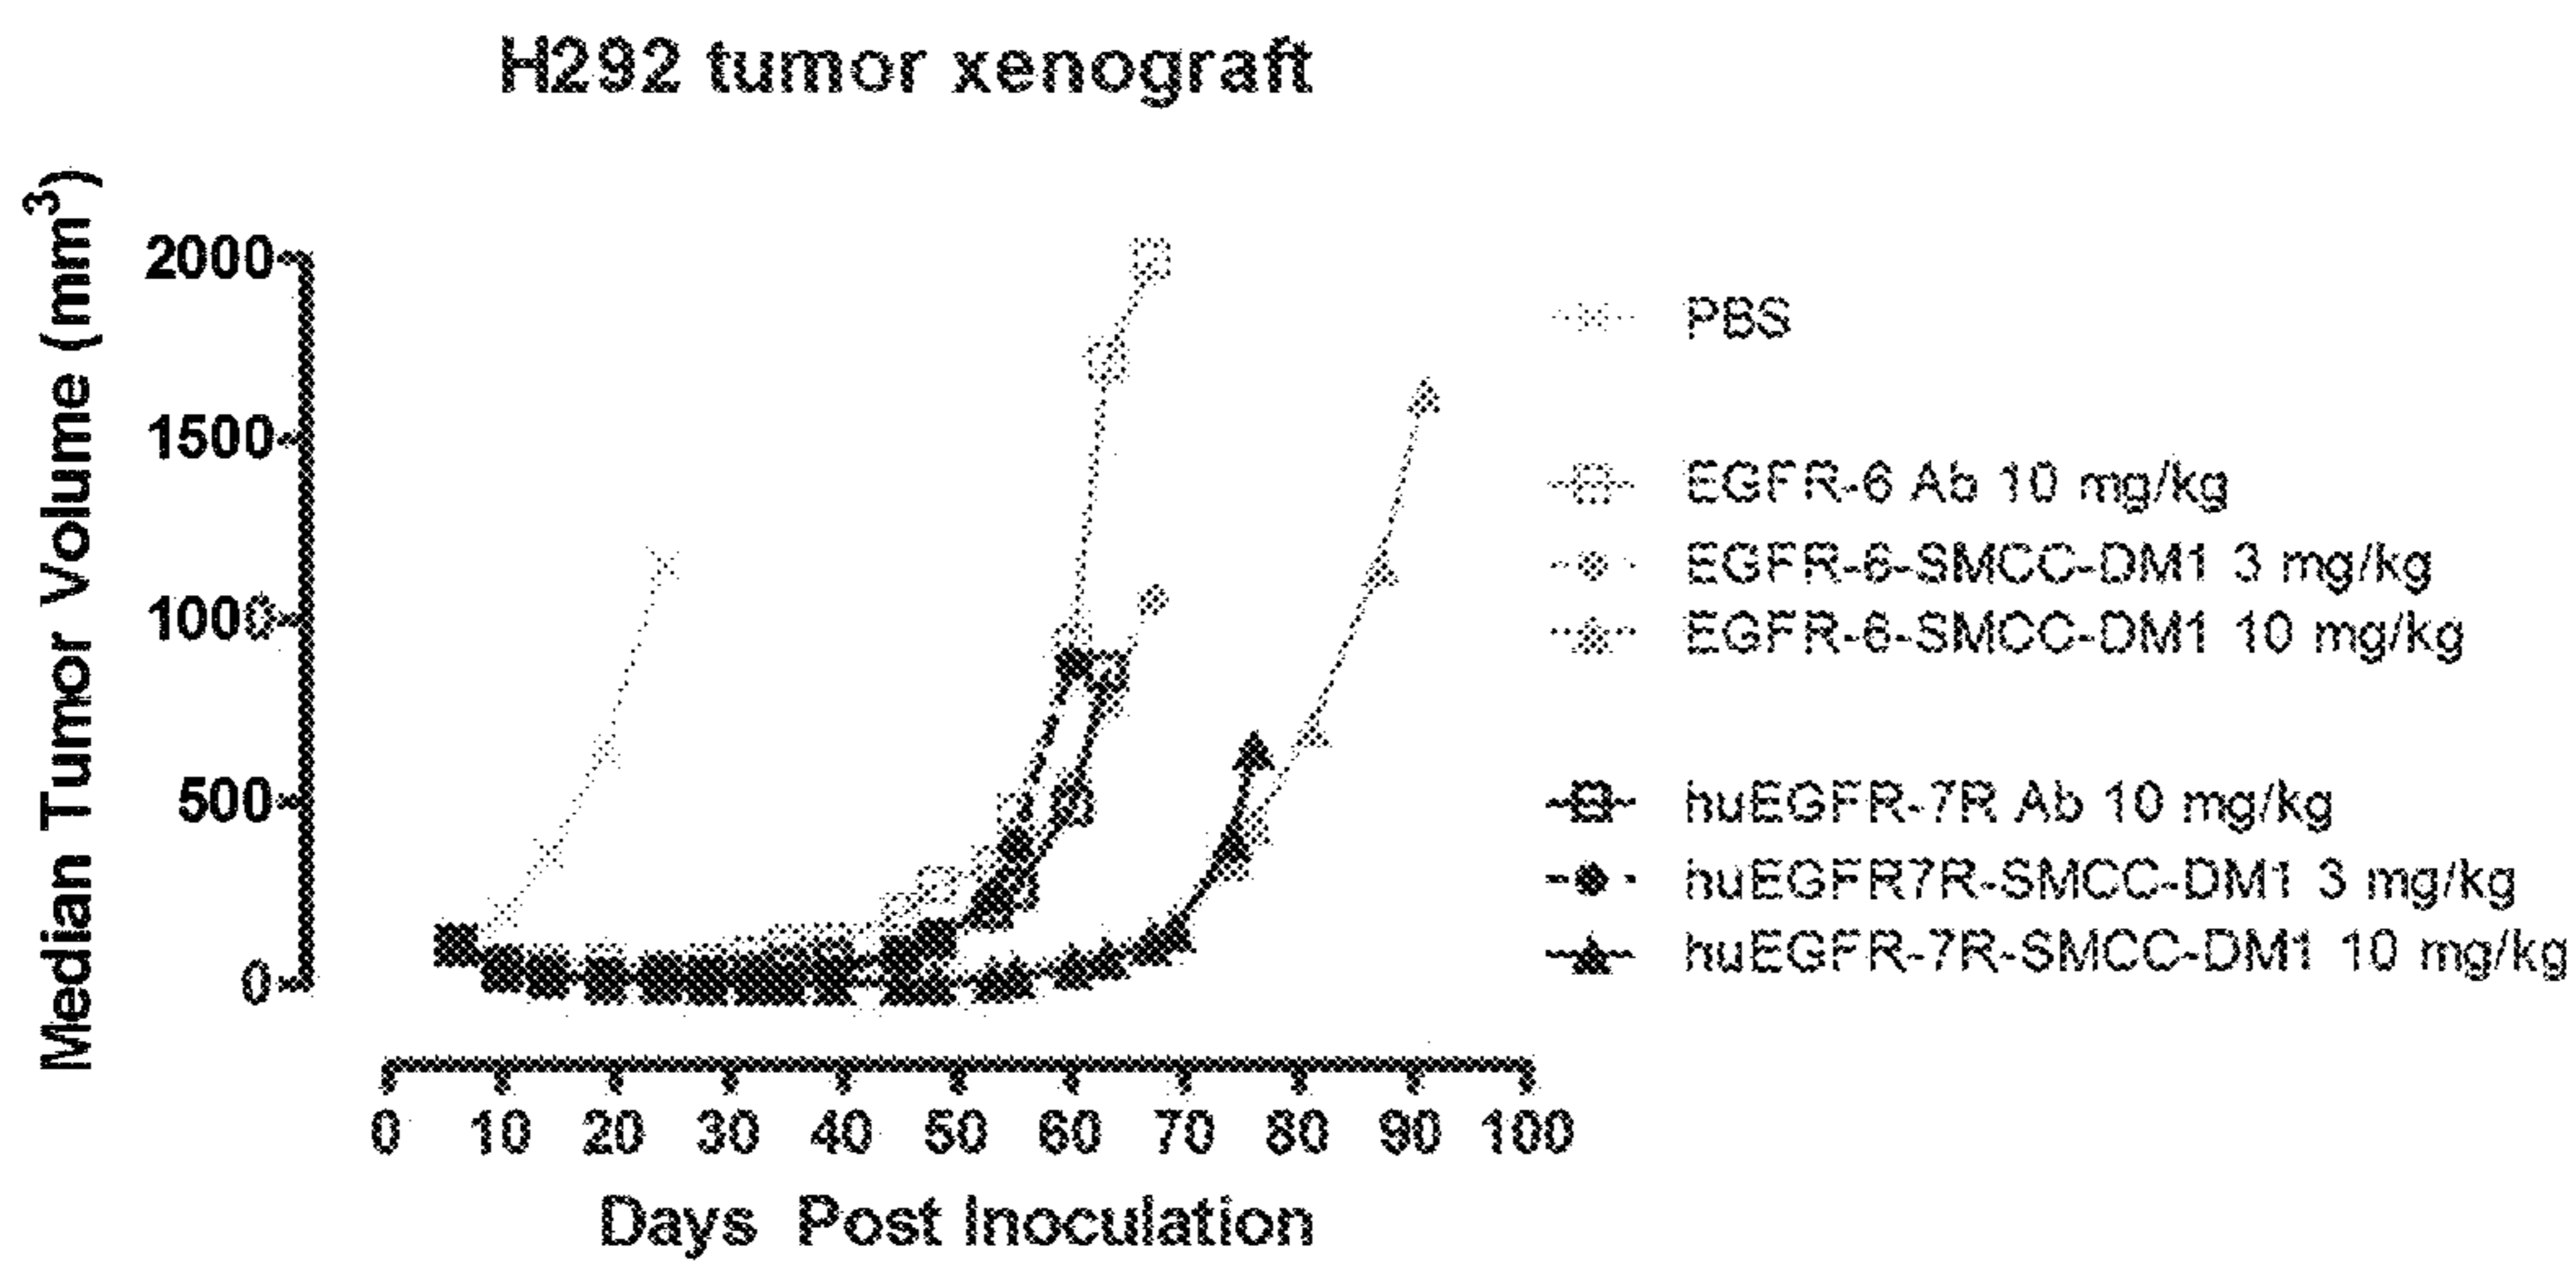 H292 tumor xenograft
Median Tumor Volume (mm³)
2000
1500
1000
500
0
0 10 20 30 40 50 60 70 80 90 100
Days Post Inoculation
PBS
EGFR-6 Ab 10 mg/kg
EGFR-6-SMCC-DM1 3 mg/kg
EGFR-6-SMCC-DM1 10 mg/kg
huEGFR-7R Ab 10 mg/kg
huEGFR7R-SMCC-DM1 3 mg/kg
huEGFR-7R-SMCC-DM1 10 mg/kg